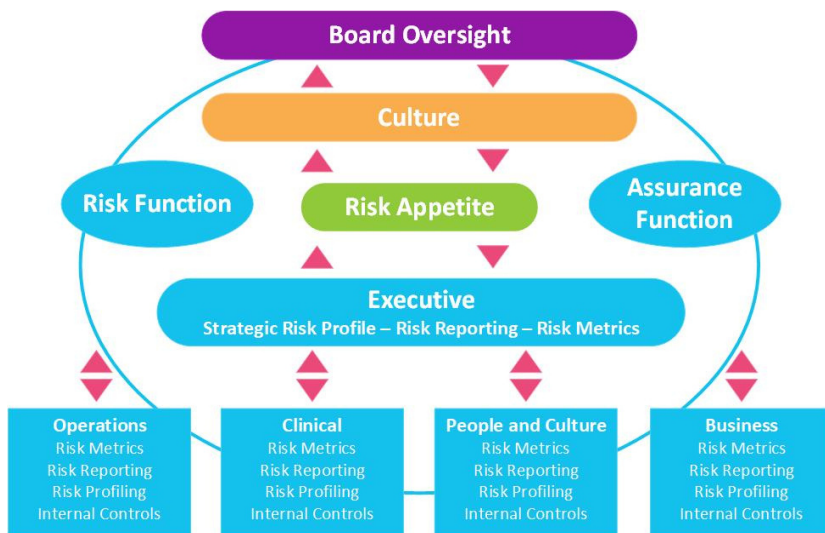 Board Oversight
Culture
Risk Function
Risk Appetite
Assurance
Function
Executive
Strategic Risk Profile – Risk Reporting – Risk Metrics
Operations
Risk Metrics
Risk Reporting
Risk Profiling
Internal Controls
Clinical
Risk Metrics
Risk Reporting
Risk Profiling
Internal Controls
People and Culture
Risk Metrics
Risk Reporting
Risk Profiling
Internal Controls
Business
Risk Metrics
Risk Reporting
Risk Profiling
Internal Controls